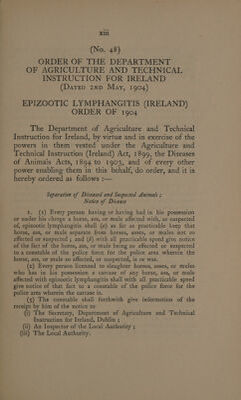 xiii
(No. 48)
ORDER OF THE DEPARTMENT
OF AGRICULTURE AND TECHNICAL
INSTRUCTION FOR IRELAND
(Dated 2nd May, 1904)
EPIZOOTIC LYMPHANGITIS (IRELAND)
ORDER OF 1904
The Department of Agriculture and Technical
Instruction for Ireland, by virtue and in exercise of the
powers in them vested under the Agriculture and
Technical Instruction (Ireland) Act, 1899, the Diseases
of Animals Acts, 1894 to 1903, and of every other
power enabling them in this behalf, do order, and it is
hereby ordered as follows :—
Separation of Diseased and Suspected Animals ;
Notice of Disease
1. (1) Every person having or having had in his possession
or under his charge a horse, ass, or mule affected with, or suspected
of, epizootic lymphangitis shall (a) as far as practicable keep that
horse, ass, or mule separate from horses, asses, or mules not so
affected or suspected ; and (b) with all practicable speed give notice
of the fact of the horse, ass, or mule being so affected or suspected
to a constable of the police force for the police area wherein the
horse, ass, or mule so affected, or suspected, is or was.
(2) Every person licensed to slaughter horses, asses, or mules
who has in his possession a carcase of any horse, ass, or mule
affected with epizootic lymphangitis shall with all practicable speed
give notice of that fact to a constable of the police force for the
police area wherein the carcase is.
(3) The constable shall forthwith give information of the
receipt by him of the notice to
(i) The Secretary, Department of Agriculture and Technical
Instruction for Ireland, Dublin ;
(ii) An Inspector of the Local Authority ;
(iii) The Local Authority.